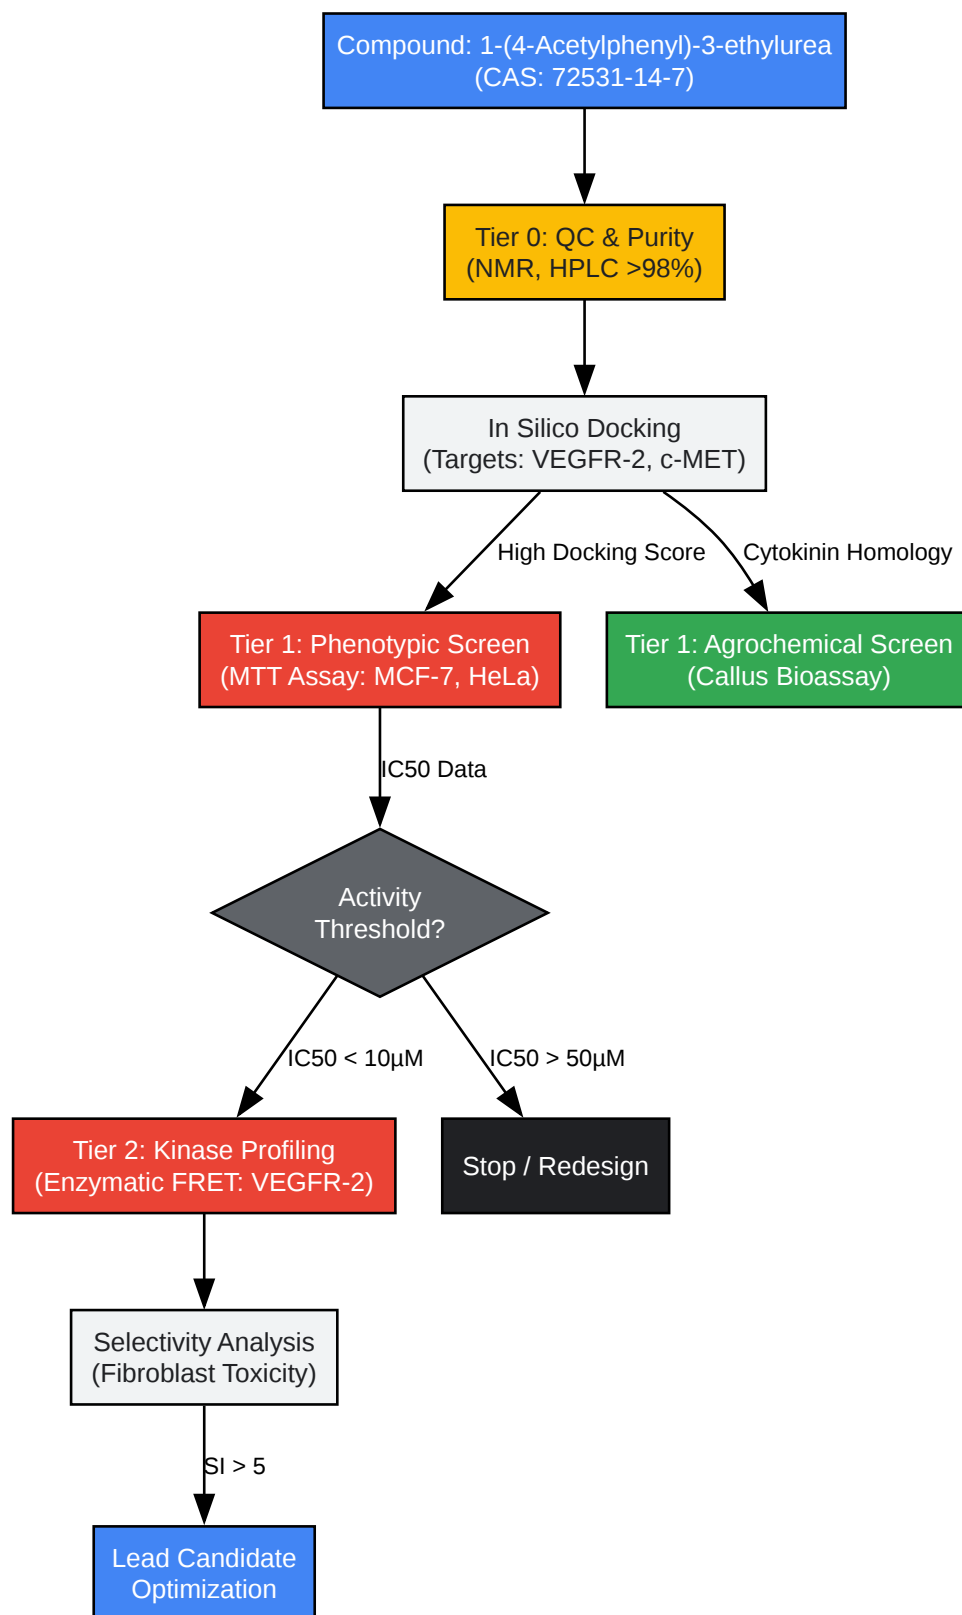 Compound: 1-(4-Acetylphenyl)-3-ethylurea
(CAS: 72531-14-7)
Tier 0: QC & Purity
(NMR, HPLC >98%)
In Silico Docking
(Targets: VEGFR-2, c-MET)
High Docking Score
Cytokinin Homology
Tier 1: Phenotypic Screen
(MTT Assay: MCF-7, HeLa)
Tier 1: Agrochemical Screen
(Callus Bioassay)
IC50 Data
Activity
Threshold?
IC50 < 10µM
IC50 > 50µM
Tier 2: Kinase Profiling
(Enzymatic FRET: VEGFR-2)
Stop / Redesign
Selectivity Analysis
(Fibroblast Toxicity)
SI > 5
Lead Candidate
Optimization